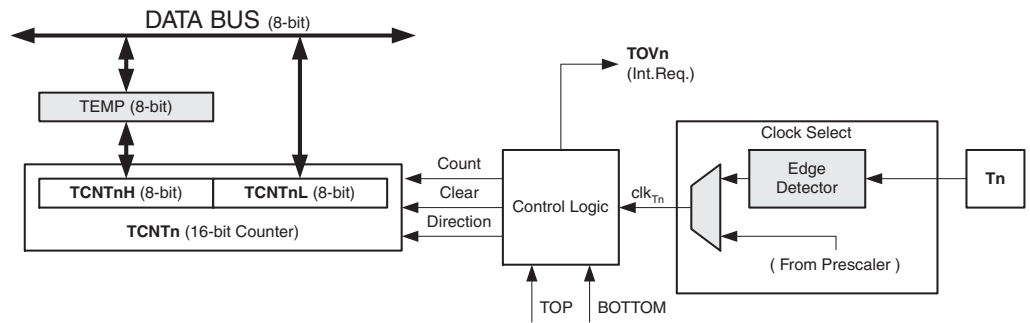 DATA BUS (8-bit)
TOVn
(Int.Req.)
TEMP (8-bit)
Clock Select
Count
Edge
Detector
TCNTnH (8-bit)
TCNTnL (8-bit)
Clear
Control Logic
clkTn
Tn
TCNTn (16-bit Counter)
Direction
( From Prescaler )
TOP
BOTTOM